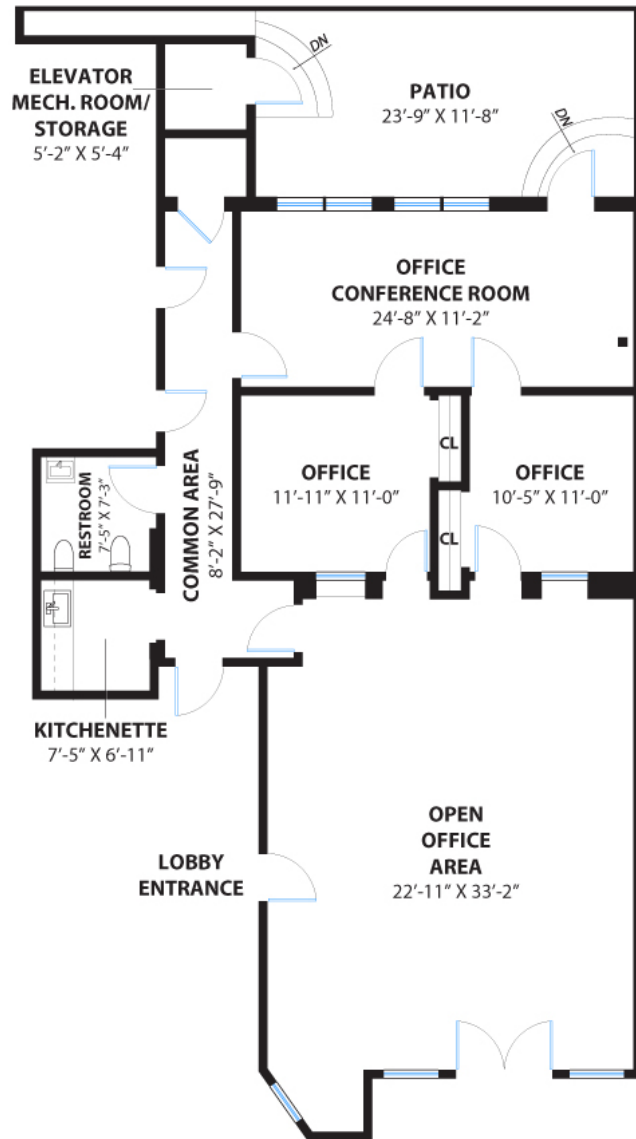 DN
ELEVATOR
MECH. ROOM/
STORAGE
5'-2” X 5'-4”
PATIO
23'-9” X 11'-8”
DN
OFFICE
CONFERENCE ROOM
24'-8” X 11'-2”
CL
OFFICE
11'-11” X 11'-0”
OFFICE
10'-5” X 11'-0”
CL
RESTROOM
7'-5” X 7'-3”
COMMON AREA
8'-2” X 27'-9”
KITCHENETTE
7'-5” X 6'-11”
OPEN
OFFICE
AREA
22'-11” X 33'-2”
LOBBY
ENTRANCE